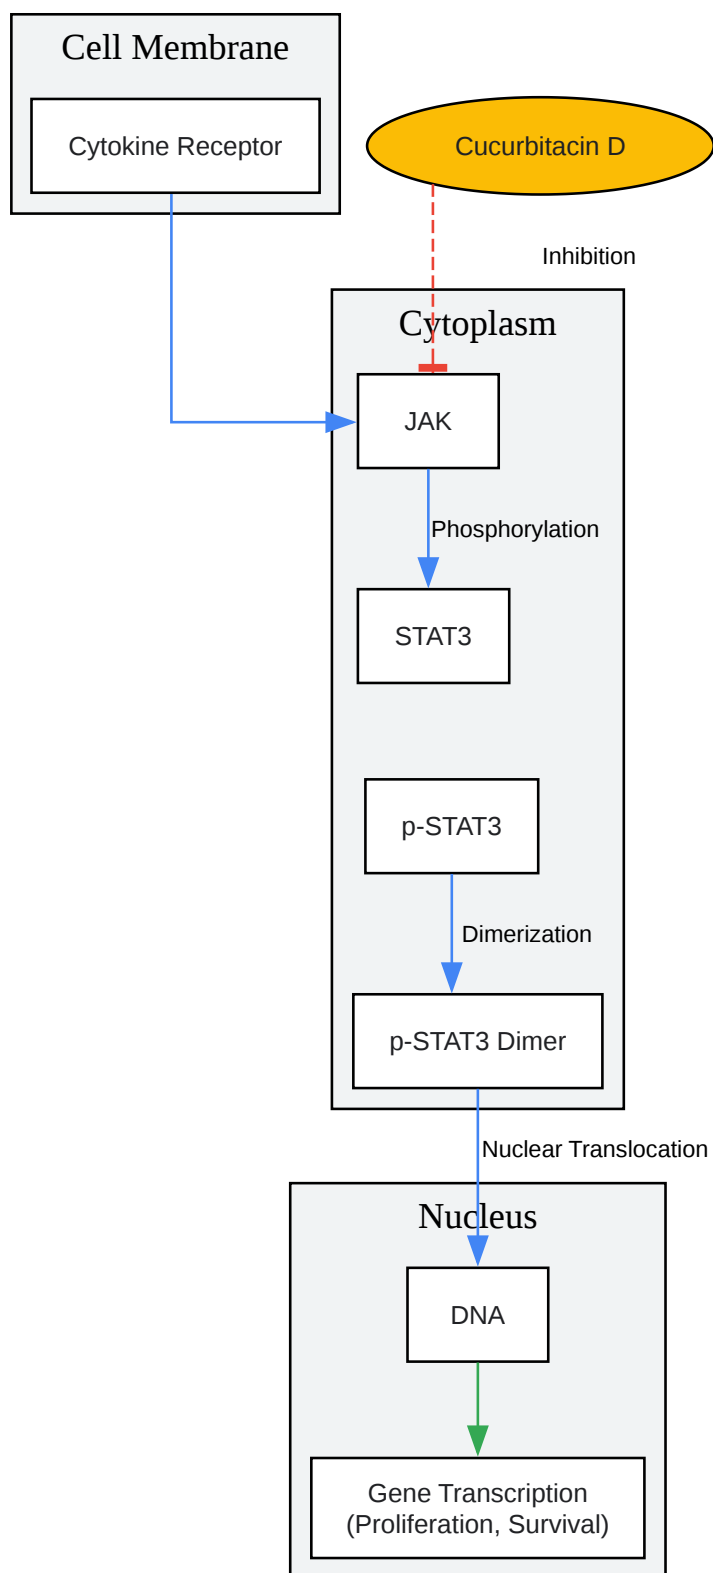 Cell Membrane
Cytokine Receptor
Cucurbitacin D
Inhibition
Cytoplasm
JAK
Phosphorylation
STAT3
p-STAT3
Dimerization
p-STAT3 Dimer
Nuclear Translocation
Nucleus
DNA
Gene Transcription
(Proliferation, Survival)